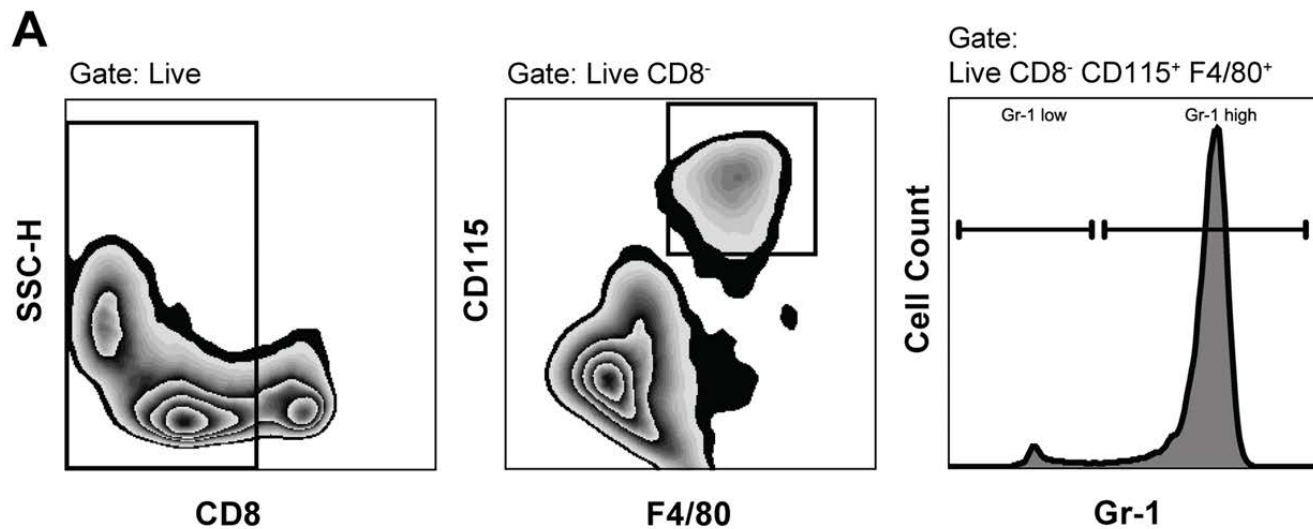 A
Gate: Live
SSC-H
CD8
Gate: Live CD8⁻
CD115
F4/80
Gate:
Live CD8⁻ CD115⁺ F4/80⁺
Gr-1 low
Gr-1 high
Cell Count
Gr-1